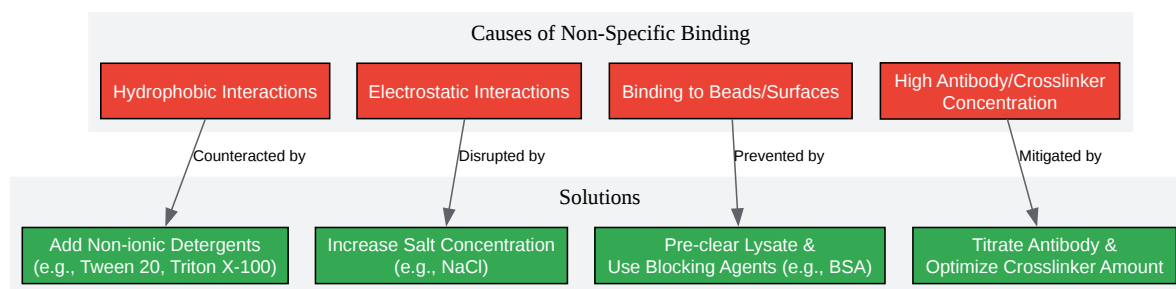 Causes of Non-Specific Binding
Hydrophobic Interactions
Electrostatic Interactions
Binding to Beads/Surfaces
High Antibody/Crosslinker
Concentration
Counteracted by
Disrupted by
Prevented by
Mitigated by
Solutions
Add Non-ionic Detergents
(e.g., Tween 20, Triton X-100)
Increase Salt Concentration
(e.g., NaCl)
Pre-clear Lysate &
Use Blocking Agents (e.g., BSA)
Titrate Antibody &
Optimize Crosslinker Amount